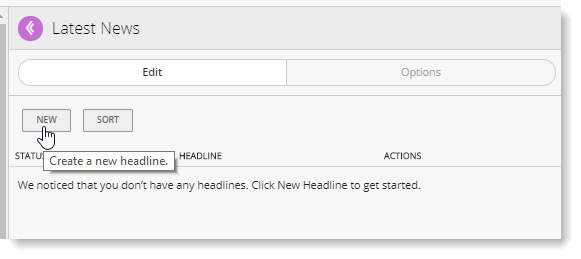 Latest News
Edit Options
NEW SORT
STATUS HEADLINE ACTIONS
Create a new headline.
We noticed that you don't have any headlines. Click New Headline to get started.